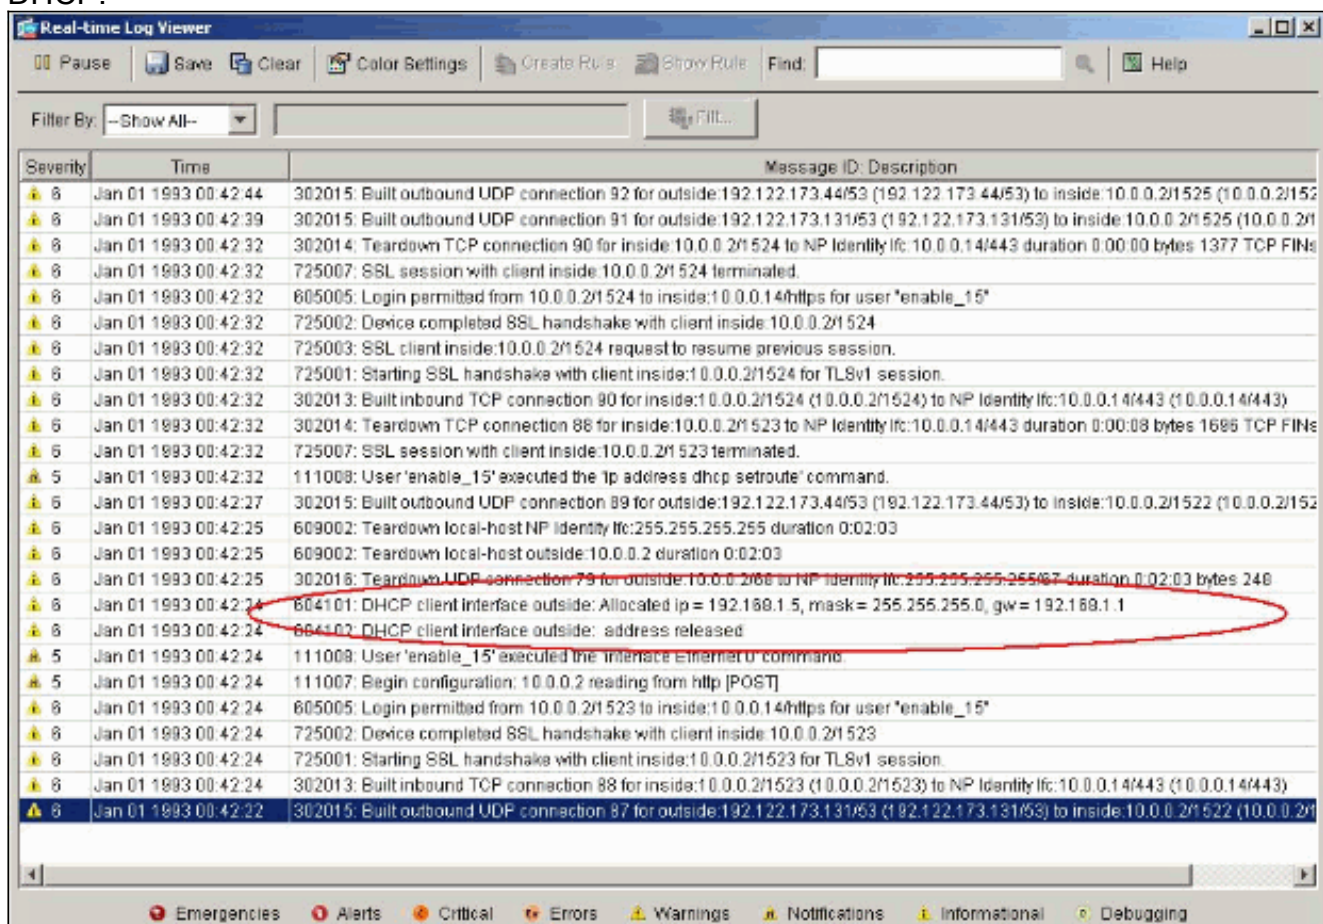 DHCP:
Real-time Log Viewer
Pause Save Clear Color Settings Create Rule Show Rule Find: Help
Filter By: --Show All-- Filt...
Severity Time Message ID: Description
6 Jan 01 1993 00:42:44 302015: Built outbound UDP connection 92 for outside:192.122.173.44/53 (192.122.173.44/53) to inside:10.0.0.2/1525 (10.0.0.2/152
6 Jan 01 1993 00:42:39 302015: Built outbound UDP connection 91 for outside:192.122.173.131/53 (192.122.173.131/53) to inside:10.0.0.2/1525 (10.0.0.2/1
6 Jan 01 1993 00:42:32 302014: Teardown TCP connection 90 for inside:10.0.0.2/1524 to NP Identity Ifc:10.0.0.14/443 duration 0:00:00 bytes 1377 TCP FINs
6 Jan 01 1993 00:42:32 725007: SSL session with client inside:10.0.0.2/1524 terminated.
6 Jan 01 1993 00:42:32 605005: Login permitted from 10.0.0.2/1524 to inside:10.0.0.14/https for user "enable_15"
6 Jan 01 1993 00:42:32 725002: Device completed SSL handshake with client inside:10.0.0.2/1524
6 Jan 01 1993 00:42:32 725003: SSL client inside:10.0.0.2/1524 request to resume previous session.
6 Jan 01 1993 00:42:32 725001: Starting SSL handshake with client inside:10.0.0.2/1524 for TLSv1 session.
6 Jan 01 1993 00:42:32 302013: Built inbound TCP connection 90 for inside:10.0.0.2/1524 (10.0.0.2/1524) to NP Identity Ifc:10.0.0.14/443 (10.0.0.14/443)
6 Jan 01 1993 00:42:32 302014: Teardown TCP connection 88 for inside:10.0.0.2/1523 to NP Identity Ifc:10.0.0.14/443 duration 0:00:08 bytes 1696 TCP FINs
6 Jan 01 1993 00:42:32 725007: SSL session with client inside:10.0.0.2/1523 terminated.
5 Jan 01 1993 00:42:32 111008: User 'enable_15' executed the 'ip address dhcp setroute' command.
6 Jan 01 1993 00:42:27 302015: Built outbound UDP connection 89 for outside:192.122.173.44/53 (192.122.173.44/53) to inside:10.0.0.2/1522 (10.0.0.2/152
6 Jan 01 1993 00:42:25 609002: Teardown local-host NP Identity Ifc:255.255.255.255 duration 0:02:03
6 Jan 01 1993 00:42:25 609002: Teardown local-host outside:10.0.0.2 duration 0:02:03
6 Jan 01 1993 00:42:25 302016: Teardown UDP connection 79 for outside:10.0.0.2/68 to NP Identity Ifc:255.255.255.255/67 duration 0:02:03 bytes 248
6 Jan 01 1993 00:42:24 604101: DHCP client interface outside: Allocated ip = 192.168.1.5, mask = 255.255.255.0, gw = 192.168.1.1
6 Jan 01 1993 00:42:24 604102: DHCP client interface outside: address released
5 Jan 01 1993 00:42:24 111008: User 'enable_15' executed the 'interface Ethernet0' command.
5 Jan 01 1993 00:42:24 111007: Begin configuration: 10.0.0.2 reading from http [POST]
6 Jan 01 1993 00:42:24 605005: Login permitted from 10.0.0.2/1523 to inside:10.0.0.14/https for user "enable_15"
6 Jan 01 1993 00:42:24 725002: Device completed SSL handshake with client inside:10.0.0.2/1523
6 Jan 01 1993 00:42:24 725001: Starting SSL handshake with client inside:10.0.0.2/1523 for TLSv1 session.
6 Jan 01 1993 00:42:24 302013: Built inbound TCP connection 88 for inside:10.0.0.2/1523 (10.0.0.2/1523) to NP Identity Ifc:10.0.0.14/443 (10.0.0.14/443)
6 Jan 01 1993 00:42:22 302015: Built outbound UDP connection 87 for outside:192.122.173.131/53 (192.122.173.131/53) to inside:10.0.0.2/1522 (10.0.0.2/1
Emergencies Alerts Critical Errors Warnings Notifications Informational Debugging